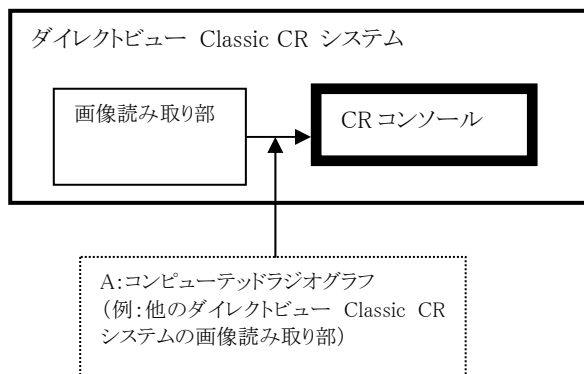 ダイレクトビュー Classic CR システム
画像読み取り部
CRコンソール
A:コンピューテッドラジオグラフ
(例:他のダイレクトビュー Classic CR
システムの画像読み取り部)